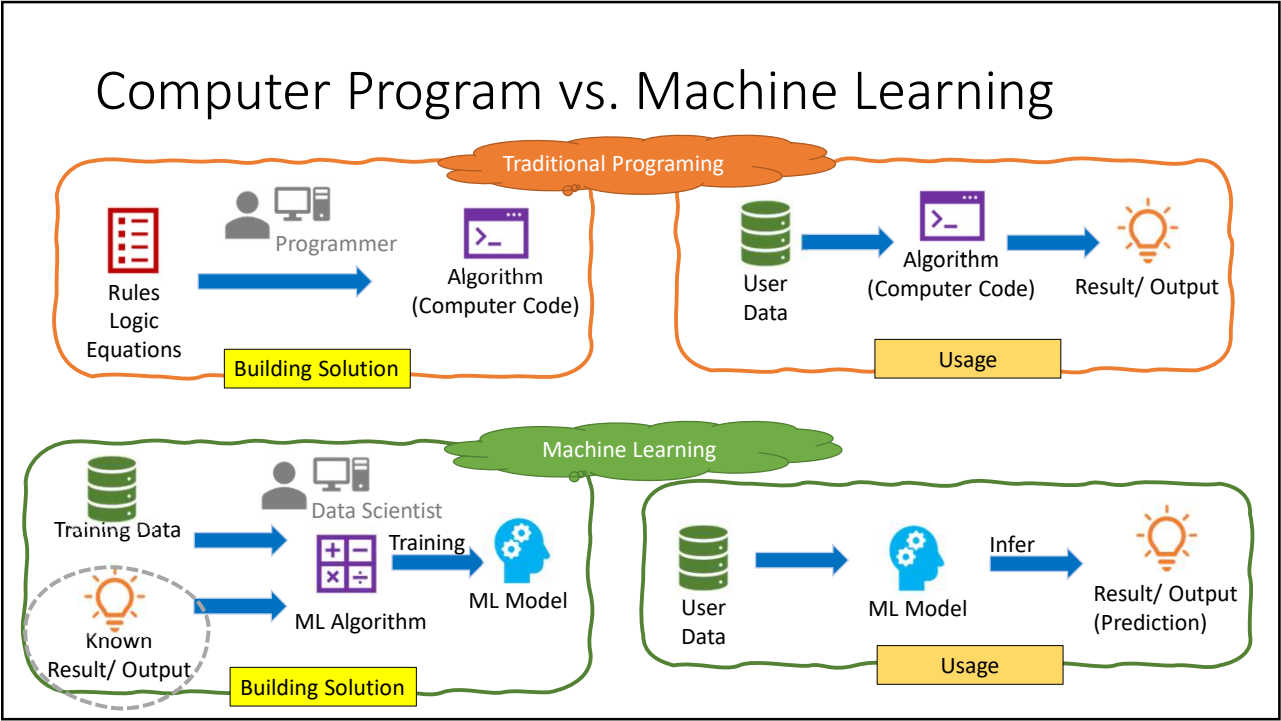 Computer Program vs. Machine Learning
Traditional Programing
Programmer
Rules
Logic
Equations
Algorithm
(Computer Code)
Building Solution
User
Data
Algorithm
(Computer Code)
Result/ Output
Usage
Machine Learning
Training Data
Data Scientist
Training
Known
Result/ Output
ML Algorithm
ML Model
Building Solution
User
Data
ML Model
Infer
Result/ Output
(Prediction)
Usage